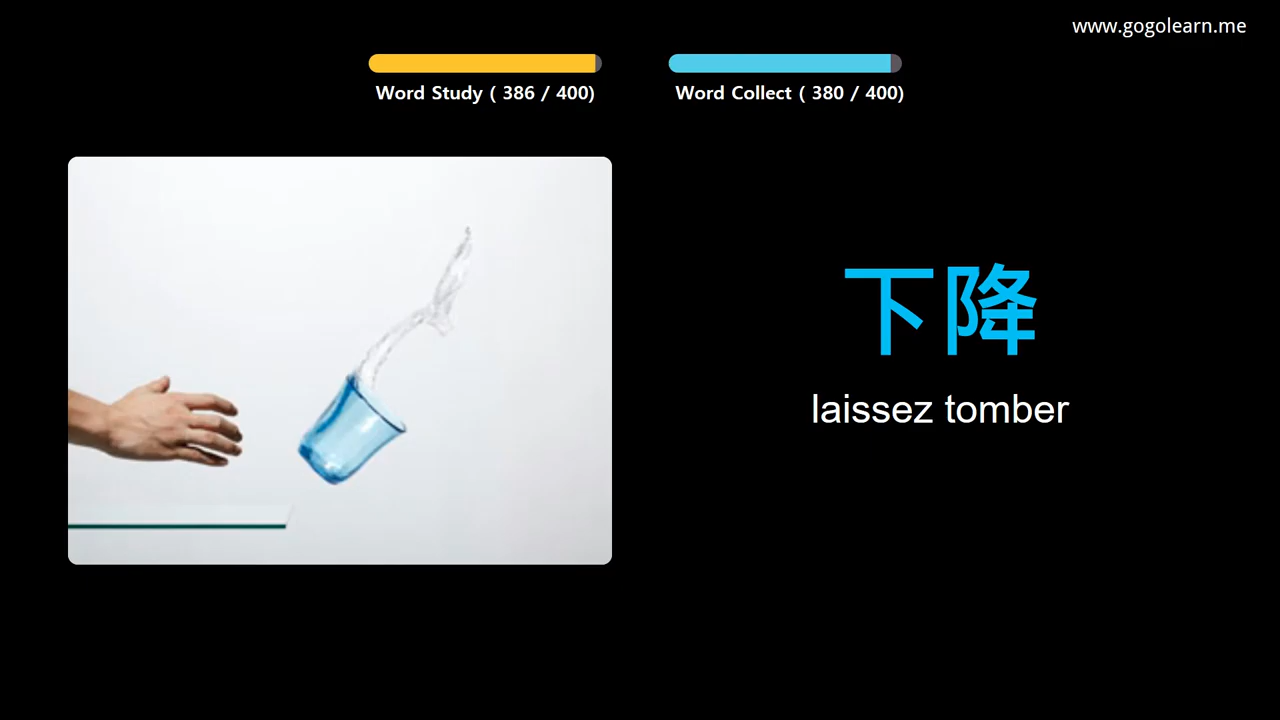 www.gogolearn.me
Word Study ( 386 / 400)
Word Collect ( 380 / 400)
下降
laissez tomber